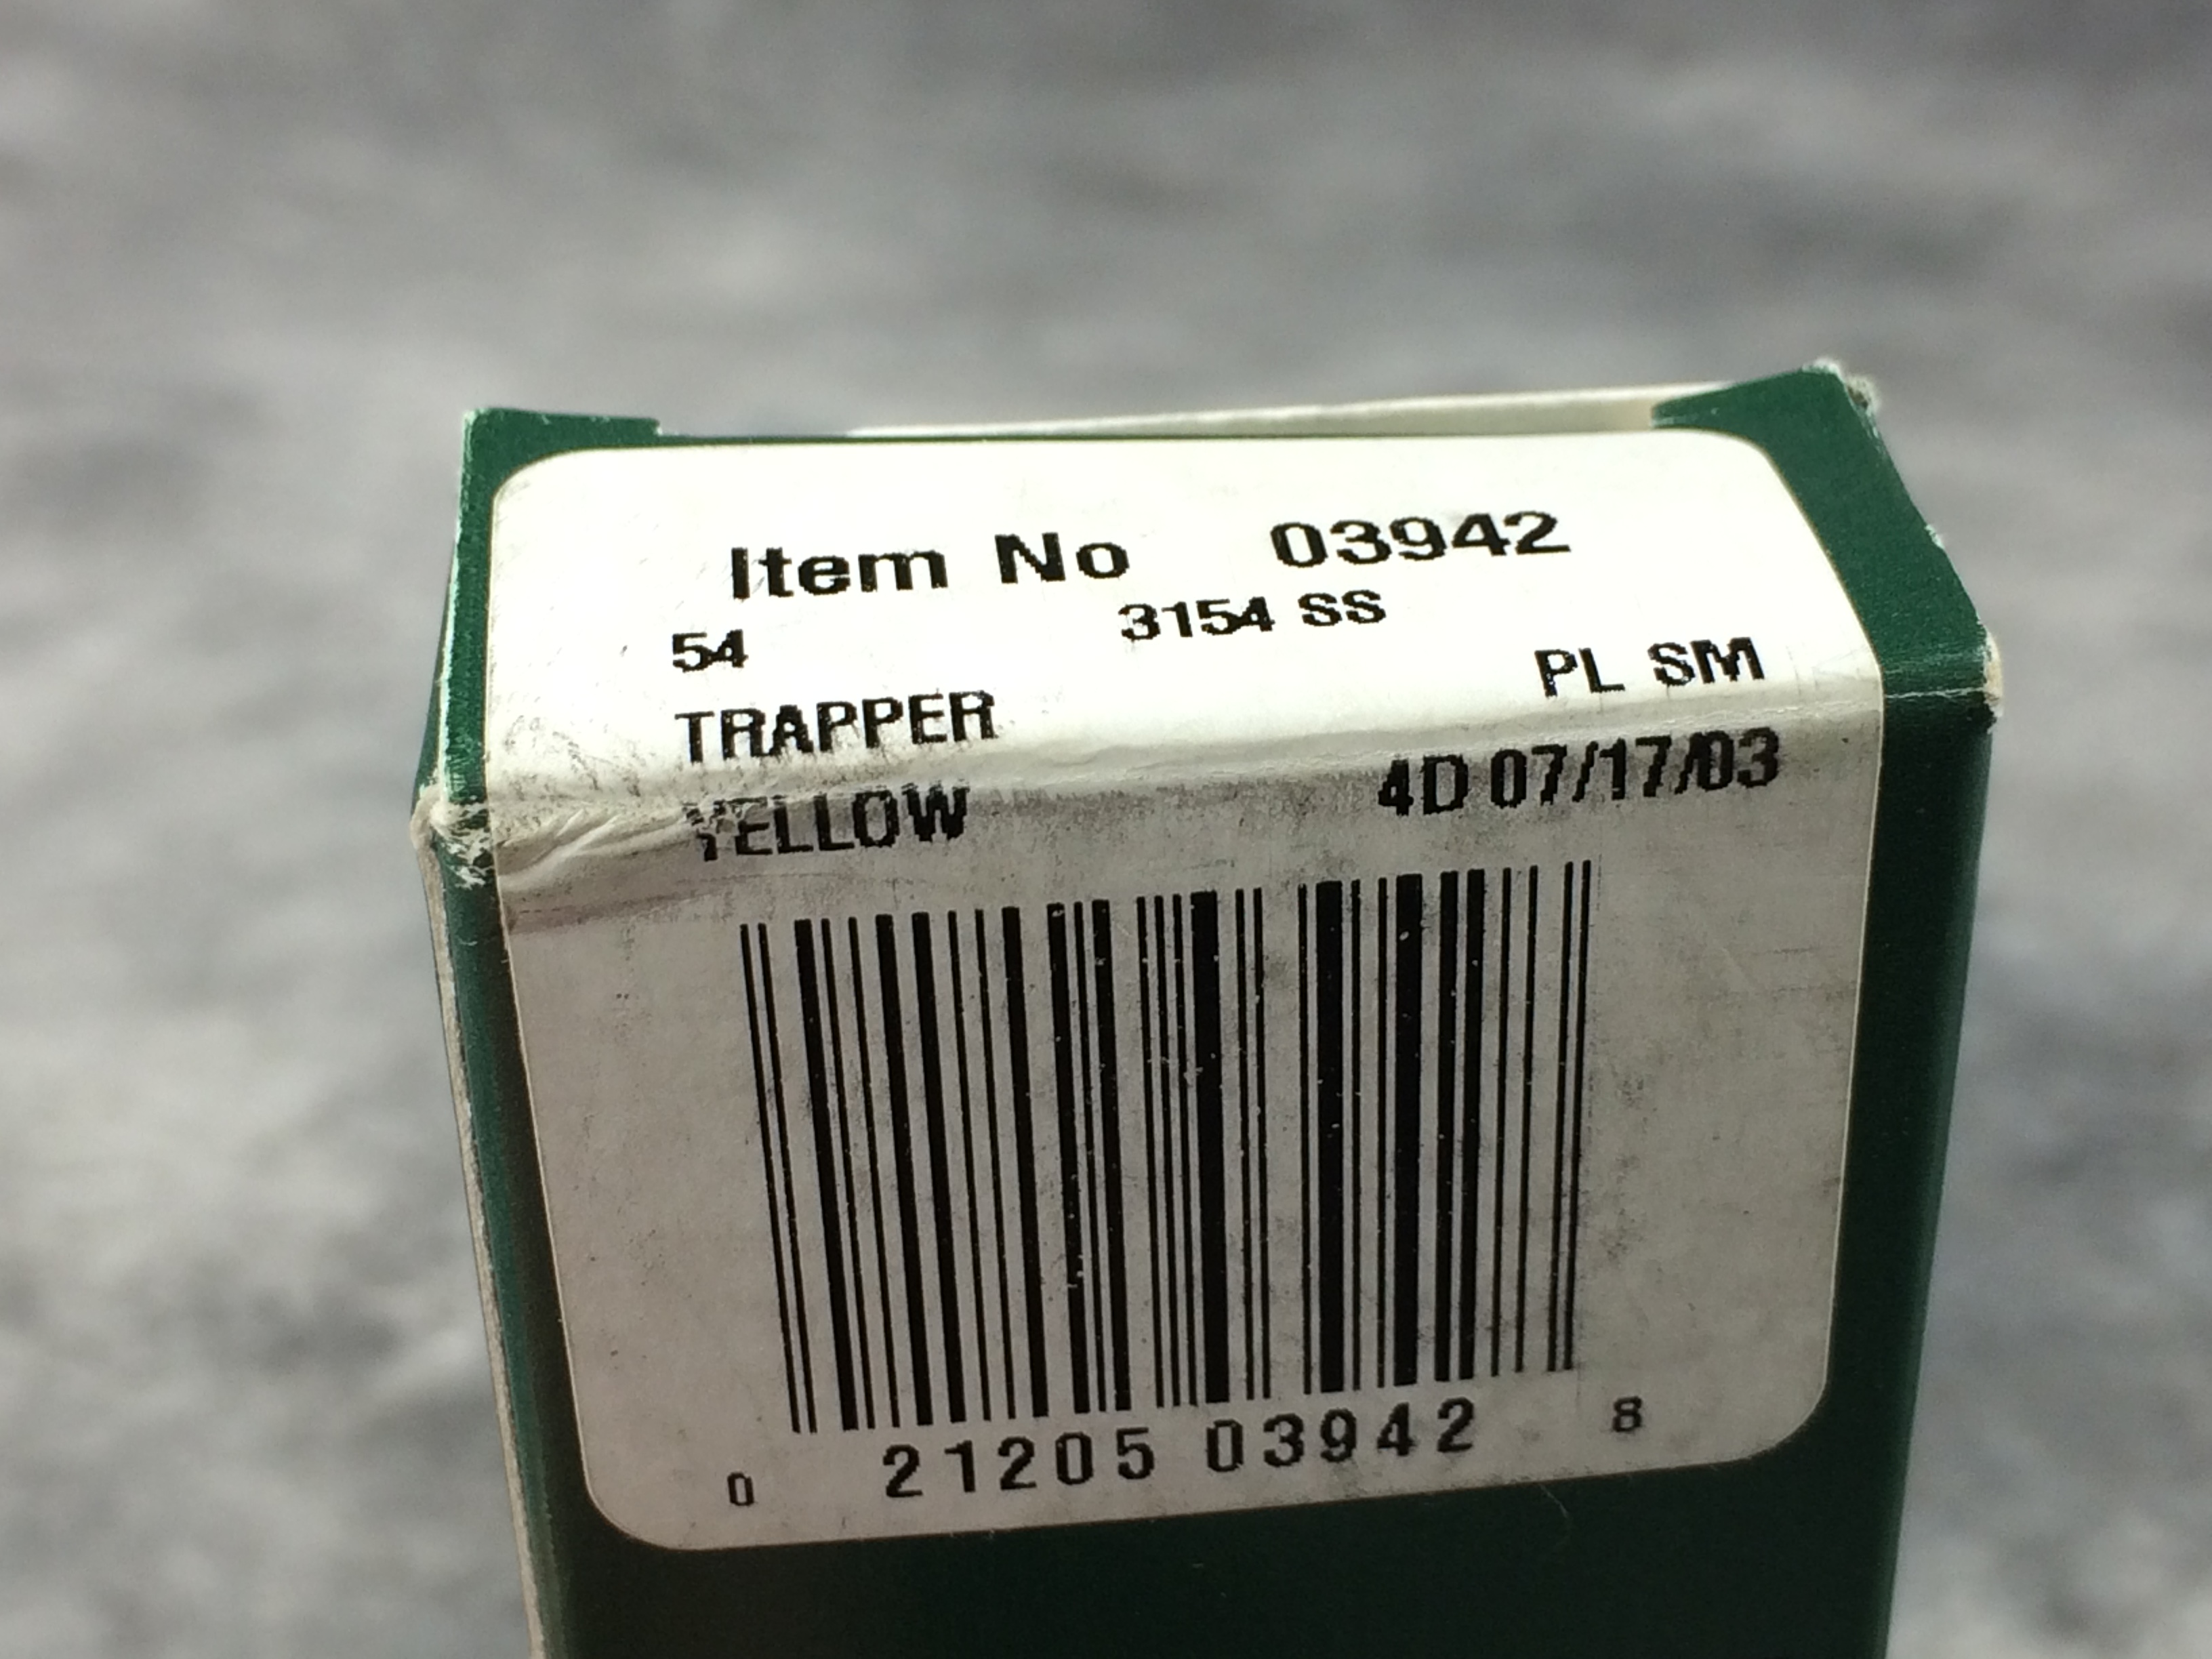 Item No 03942
54 3154 SS
TRAPPER PL SM
YELLOW 4D 07/17/03
0 21205 03942 8